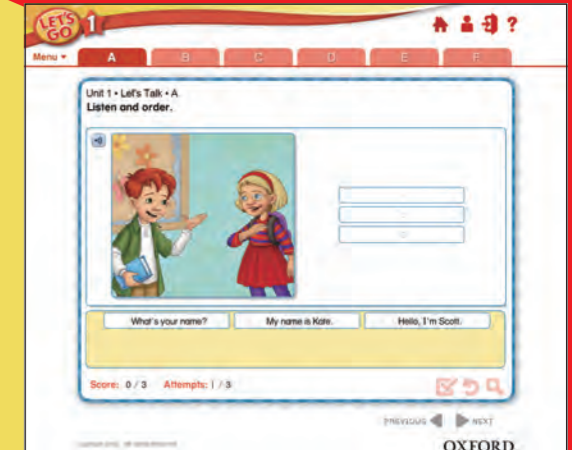 LET'S GO 1
Menu
A B C D E F
Unit 1 • Let's Talk • A
Listen and order.
What's your name? My name is Kate. Hello, I'm Scott.
Score: 0 / 3 Attempts: 1 / 3
PREVIOUS NEXT
OXFORD